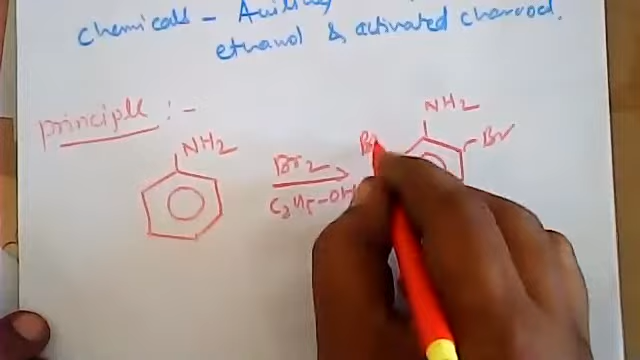 chemicals - Aniline
ethanol & activated charcoal.
Principle :-
NH2
NH2
Br
Br
Br2
C2H5-OH